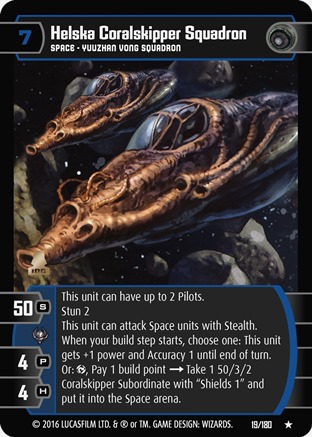 7 Helska Coralskipper Squadron
SPACE - YUUZHAN VONG SQUADRON
50 S
4 P
4 H
This unit can have up to 2 Pilots.
Stun 2
This unit can attack Space units with Stealth.
When your build step starts, choose one: This unit
gets +1 power and Accuracy 1 until end of turn.
Or: , Pay 1 build point → Take 1 50/3/2
Coralskipper Subordinate with “Shields 1” and
put it into the Space arena.
© 2016 LUCASFILM LTD. & ® or TM. GAME DESIGN: WIZARDS. 19/180 ★